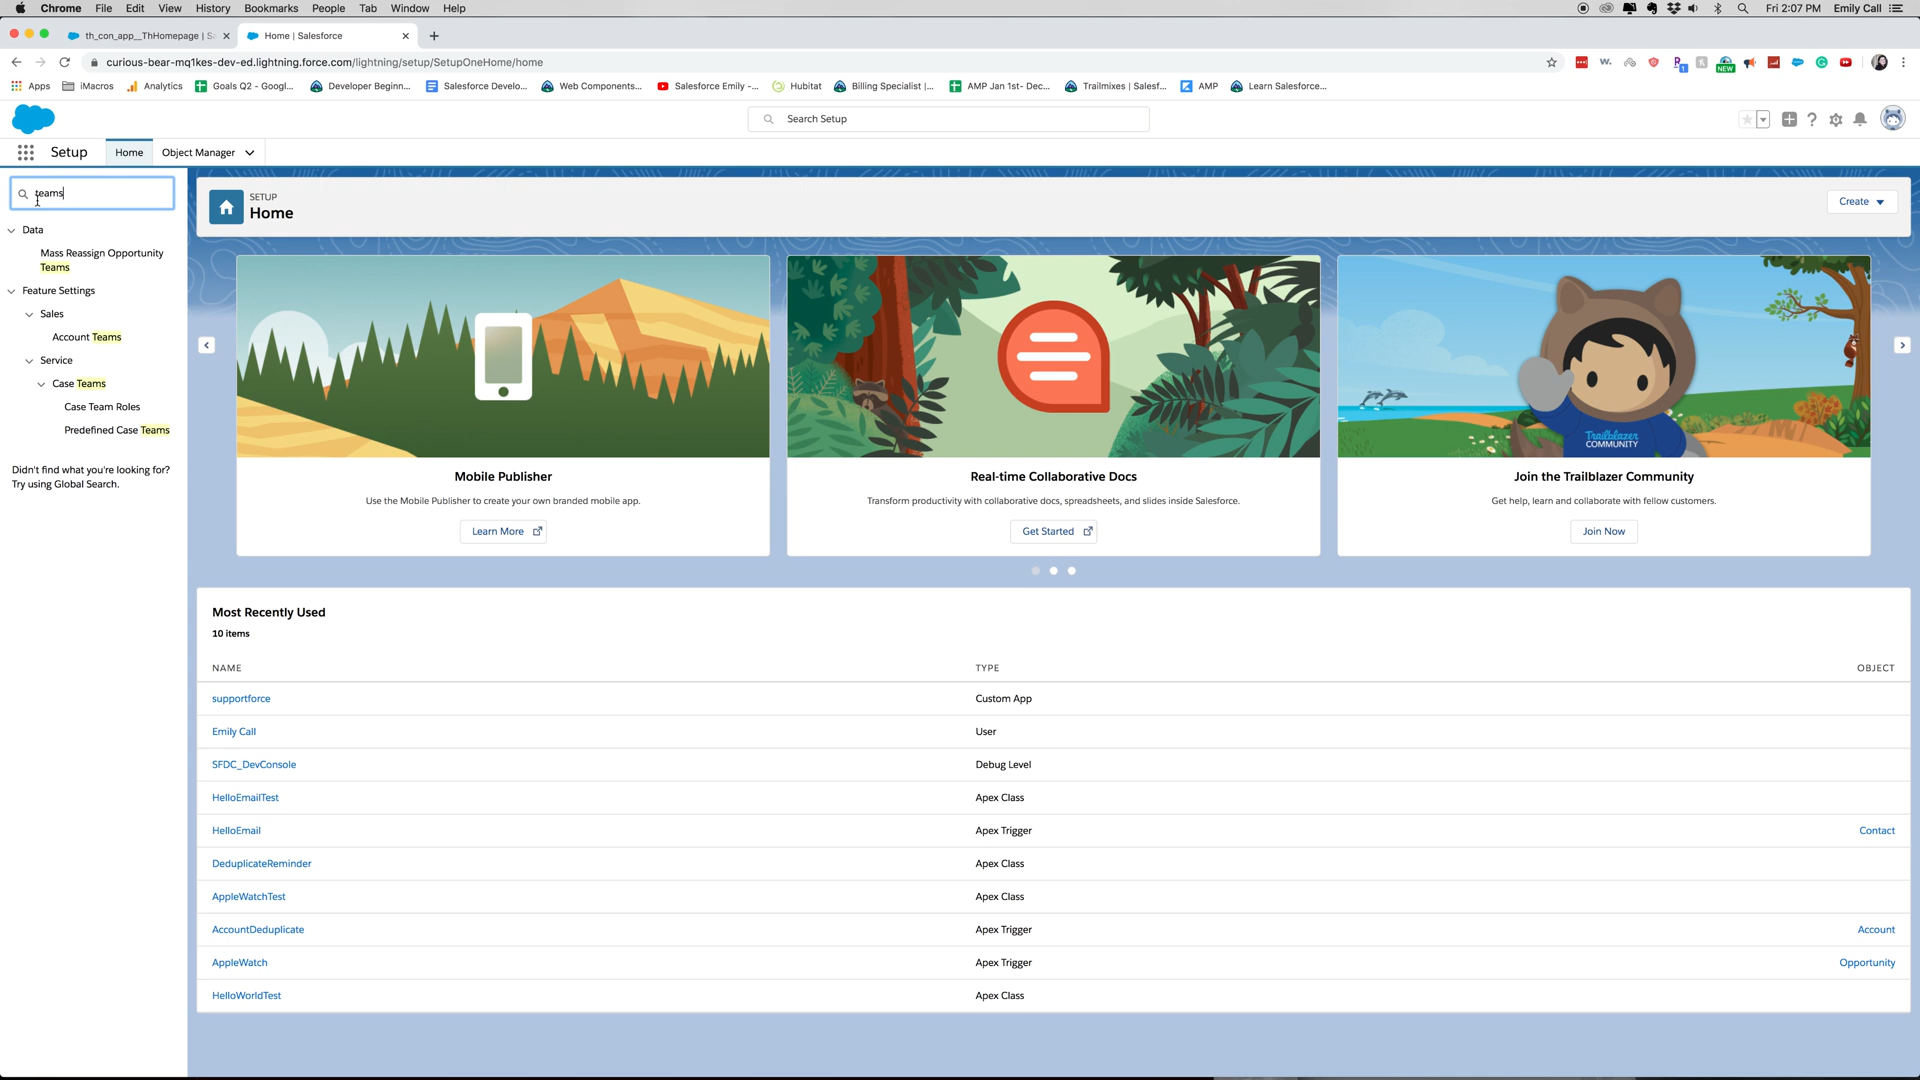 Chrome File Edit View History Bookmarks People Tab Window Help
Fri 2:07 PM Emily Call
th_con_app__ThHomepage | S
Home | Salesforce
curious-bear-mq1kes-dev-ed.lightning.force.com/lightning/setup/SetupOneHome/home
Apps iMacros Analytics Goals Q2 - Googl... Developer Beginn... Salesforce Develo... Web Components... Salesforce Emily -... Hubitat Billing Specialist |... AMP Jan 1st- Dec... Trailmixes | Salesf... AMP Learn Salesforce...
NEW
1
Search Setup
Setup Home Object Manager
teams
Data
Mass Reassign Opportunity
Teams
Feature Settings
Sales
Account Teams
Service
Case Teams
Case Team Roles
Predefined Case Teams
Didn't find what you're looking for?
Try using Global Search.
SETUP
Home
Create
Trailblazer
COMMUNITY
Mobile Publisher
Use the Mobile Publisher to create your own branded mobile app.
Learn More
Real-time Collaborative Docs
Transform productivity with collaborative docs, spreadsheets, and slides inside Salesforce.
Get Started
Join the Trailblazer Community
Get help, learn and collaborate with fellow customers.
Join Now
Most Recently Used
10 items
NAME TYPE OBJECT
supportforce Custom App
Emily Call User
SFDC_DevConsole Debug Level
HelloEmailTest Apex Class
HelloEmail Apex Trigger Contact
DeduplicateReminder Apex Class
AppleWatchTest Apex Class
AccountDeduplicate Apex Trigger Account
AppleWatch Apex Trigger Opportunity
HelloWorldTest Apex Class